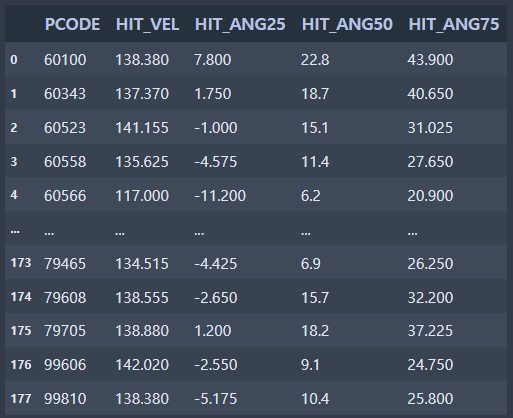 PCODE HIT_VEL HIT_ANG25 HIT_ANG50 HIT_ANG75
0 60100 138.380 7.800 22.8 43.900
1 60343 137.370 1.750 18.7 40.650
2 60523 141.155 -1.000 15.1 31.025
3 60558 135.625 -4.575 11.4 27.650
4 60566 117.000 -11.200 6.2 20.900
... ... ... ... ... ...
173 79465 134.515 -4.425 6.9 26.250
174 79608 138.555 -2.650 15.7 32.200
175 79705 138.880 1.200 18.2 37.225
176 99606 142.020 -2.550 9.1 24.750
177 99810 138.380 -5.175 10.4 25.800